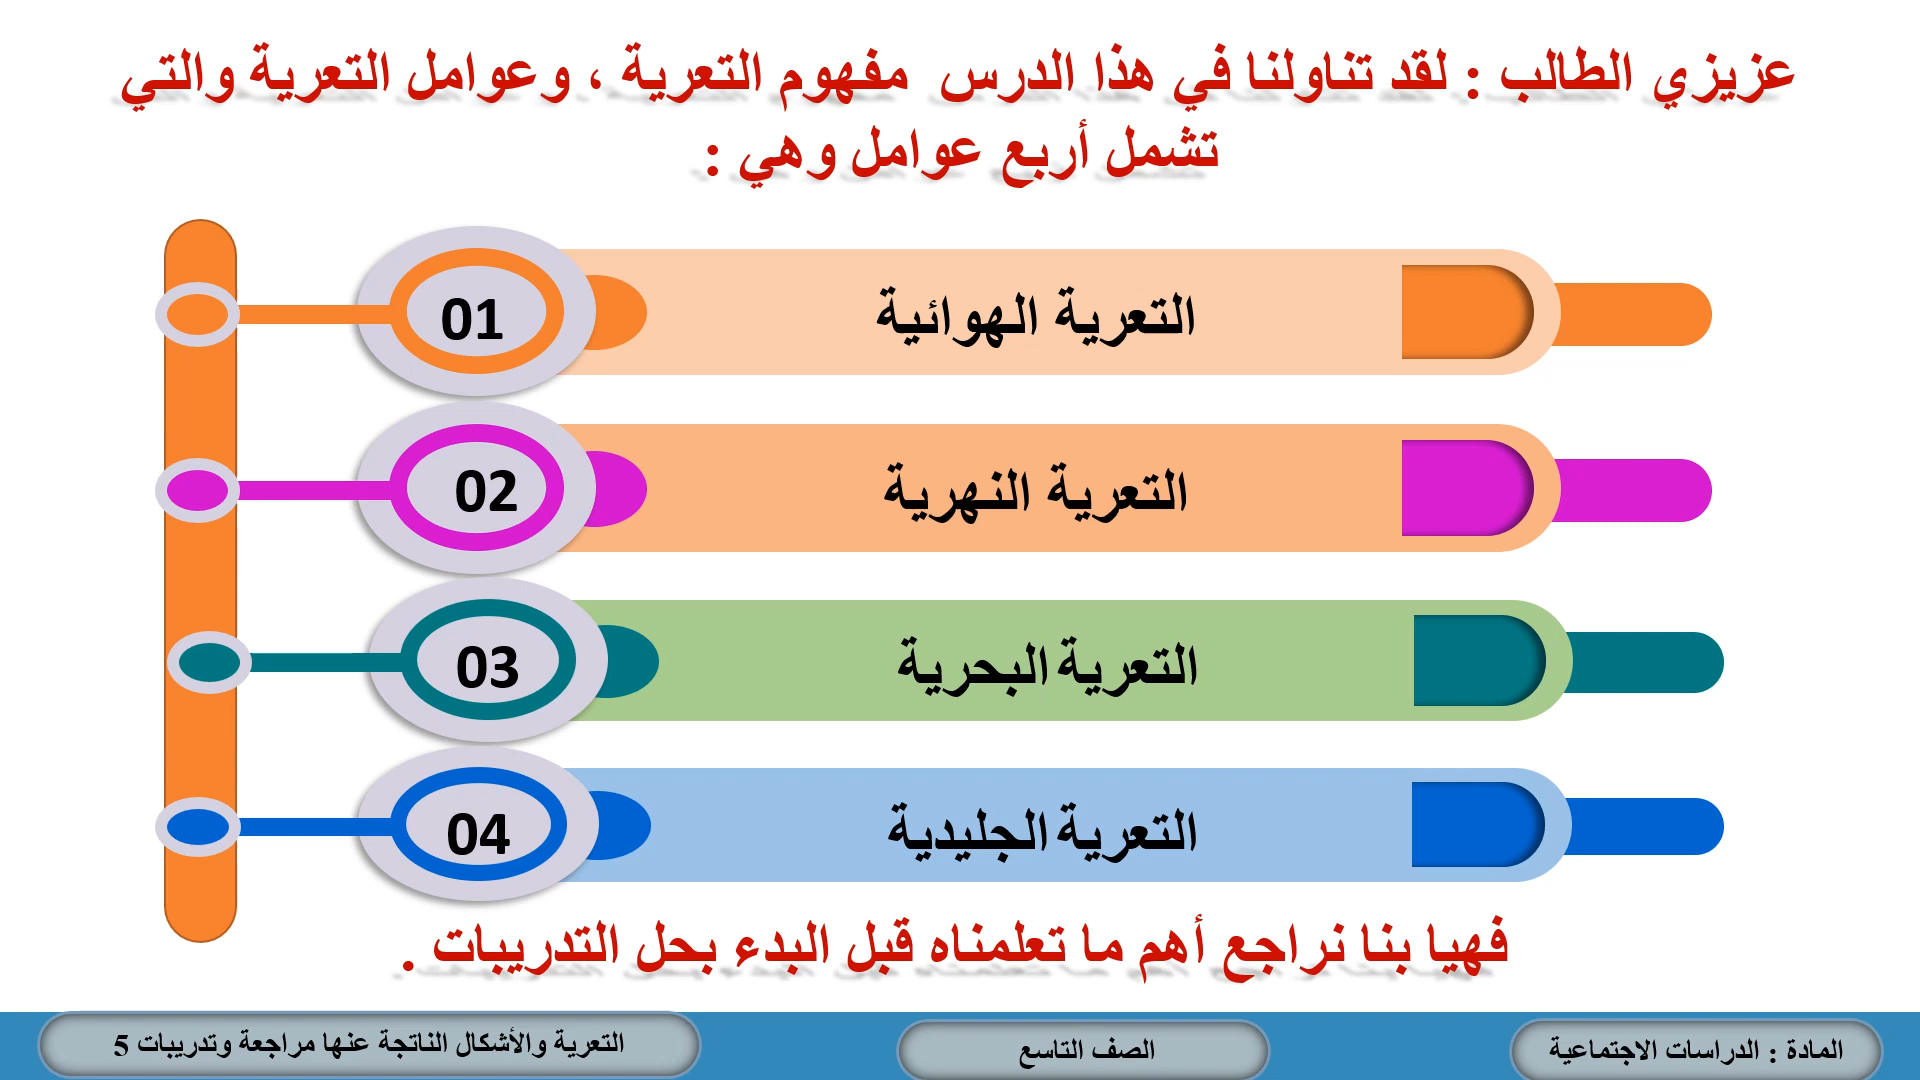 عزيزي الطالب : لقد تناولنا في هذا الدرس مفهوم التعرية ، وعوامل التعرية والتي
تشمل أربع عوامل وهي :
01 التعرية الهوائية
02 التعرية النهرية
03 التعرية البحرية
04 التعرية الجليدية
فهيا بنا نراجع أهم ما تعلمناه قبل البدء بحل التدريبات .
المادة : الدراسات الاجتماعية
الصف التاسع
التعرية والأشكال الناتجة عنها مراجعة وتدريبات 5